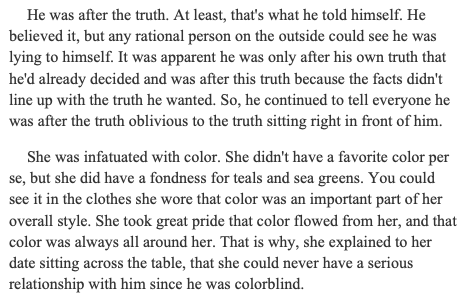 He was after the truth. At least, that's what he told himself. He
believed it, but any rational person on the outside could see he was
lying to himself. It was apparent he was only after his own truth that
he'd already decided and was after this truth because the facts didn't
line up with the truth he wanted. So, he continued to tell everyone he
was after the truth oblivious to the truth sitting right in front of him.
She was infatuated with color. She didn't have a favorite color per
se, but she did have a fondness for teals and sea greens. You could
see it in the clothes she wore that color was an important part of her
overall style. She took great pride that color flowed from her, and that
color was always all around her. That is why, she explained to her
date sitting across the table, that she could never have a serious
relationship with him since he was colorblind.